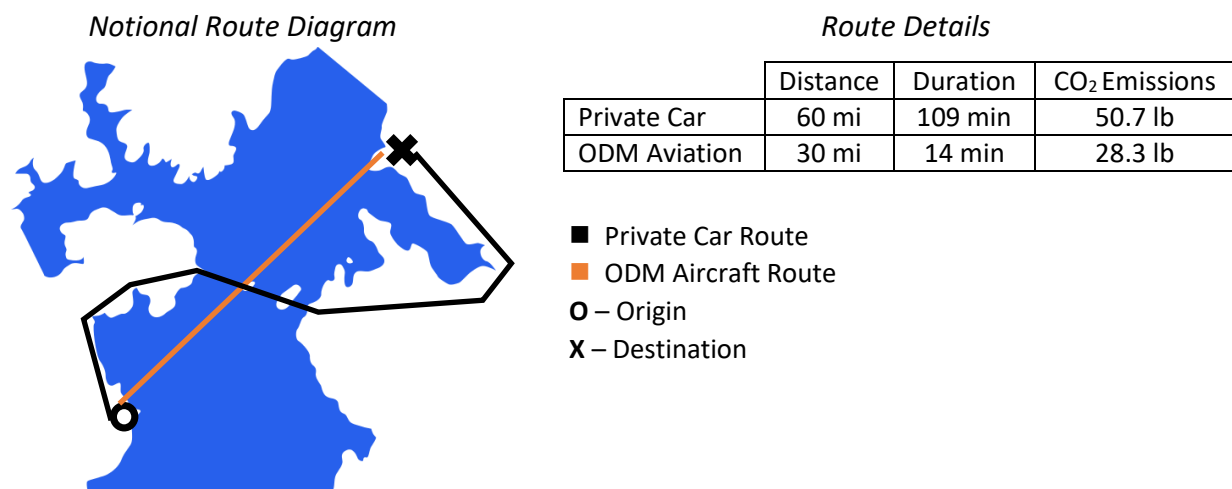 Notional Route Diagram
Route Details
Distance Duration CO₂ Emissions
Private Car 60 mi 109 min 50.7 lb
ODM Aviation 30 mi 14 min 28.3 lb
Private Car Route
ODM Aircraft Route
O – Origin
X – Destination